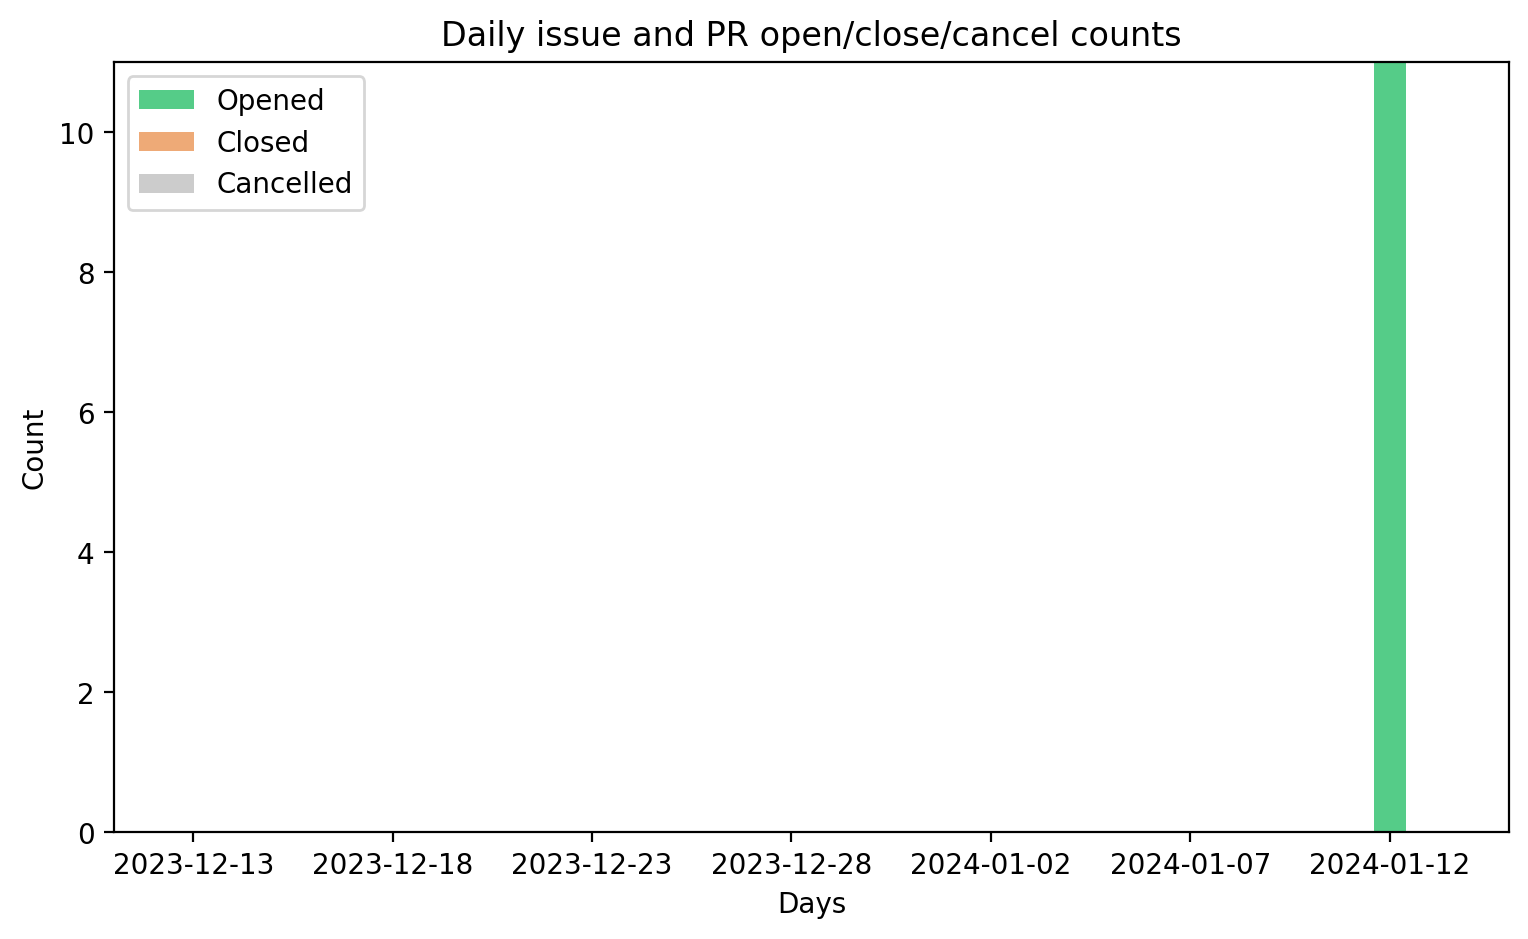 Daily issue and PR open/close/cancel counts
Opened
Closed
Cancelled
10
8
6
4
2
0
Count
2023-12-13
2023-12-18
2023-12-23
2023-12-28
2024-01-02
2024-01-07
2024-01-12
Days